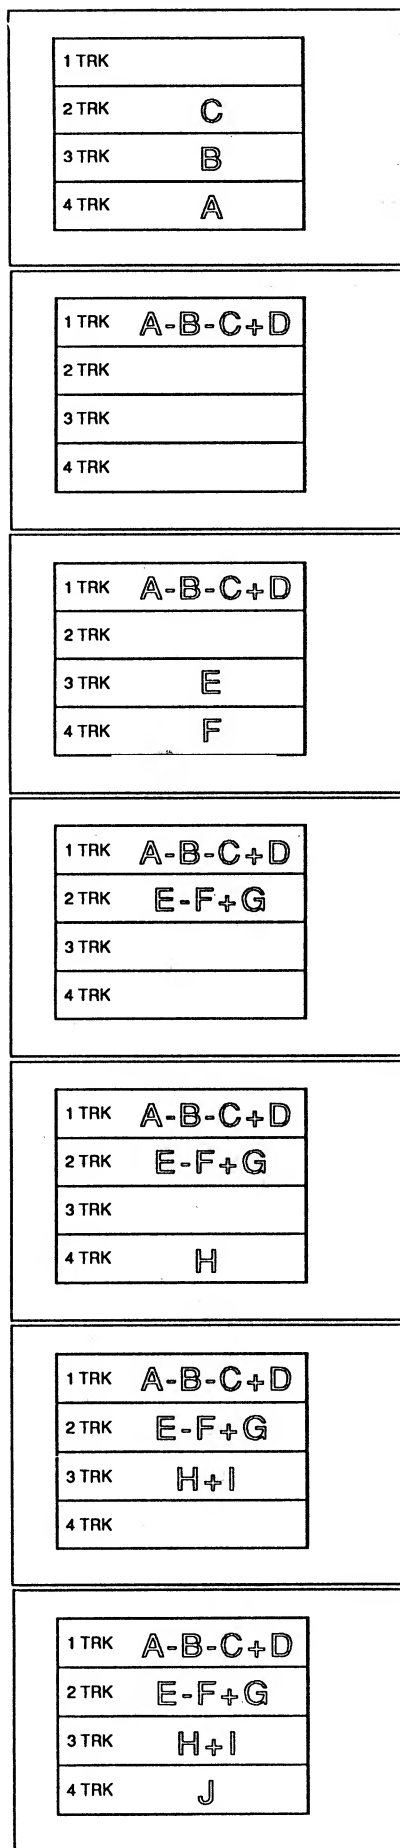 1 TRK
2 TRK C
3 TRK B
4 TRK A
1 TRK A-B-C+D
2 TRK
3 TRK
4 TRK
1 TRK A-B-C+D
2 TRK
3 TRK E
4 TRK F
1 TRK A-B-C+D
2 TRK E-F+G
3 TRK
4 TRK
1 TRK A-B-C+D
2 TRK E-F+G
3 TRK
4 TRK H
1 TRK A-B-C+D
2 TRK E-F+G
3 TRK H+I
4 TRK
1 TRK A-B-C+D
2 TRK E-F+G
3 TRK H+I
4 TRK J